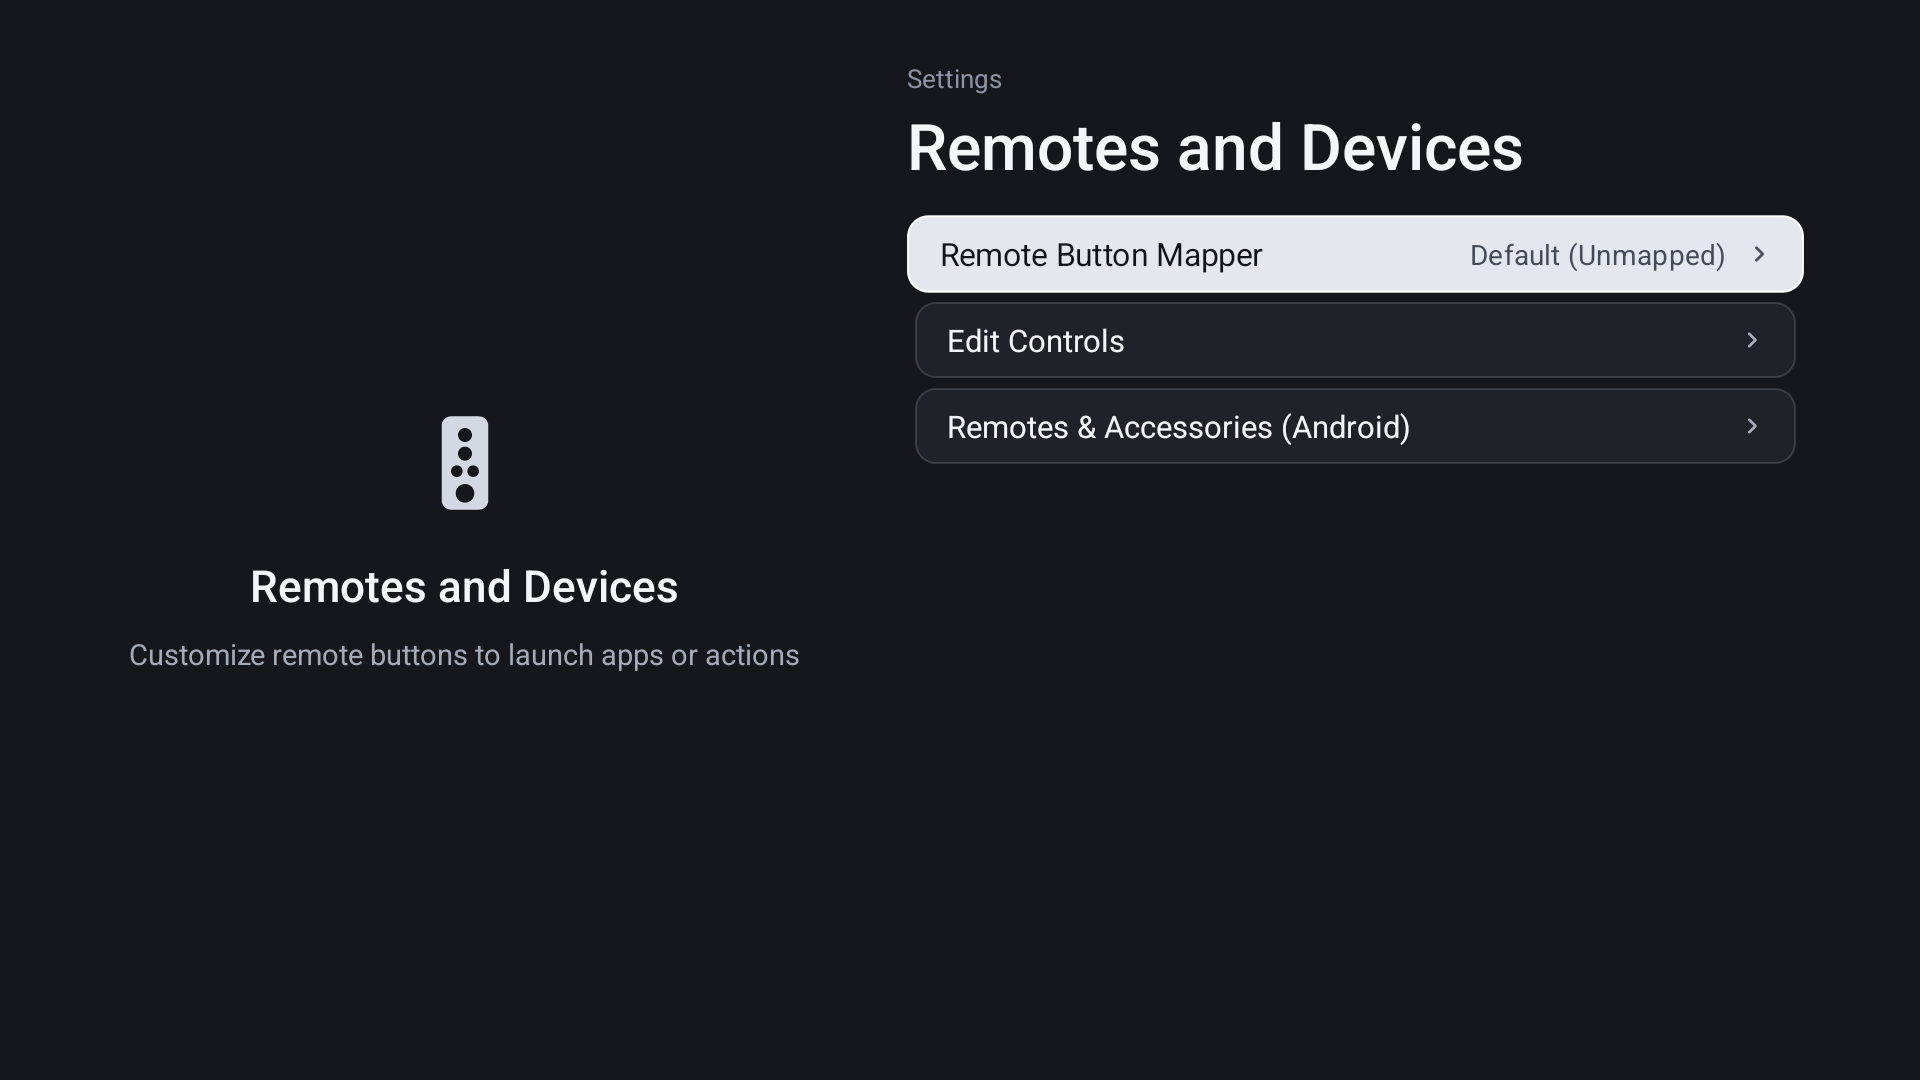 Settings
Remotes and Devices
Remote Button Mapper Default (Unmapped)
Edit Controls
Remotes & Accessories (Android)
Remotes and Devices
Customize remote buttons to launch apps or actions